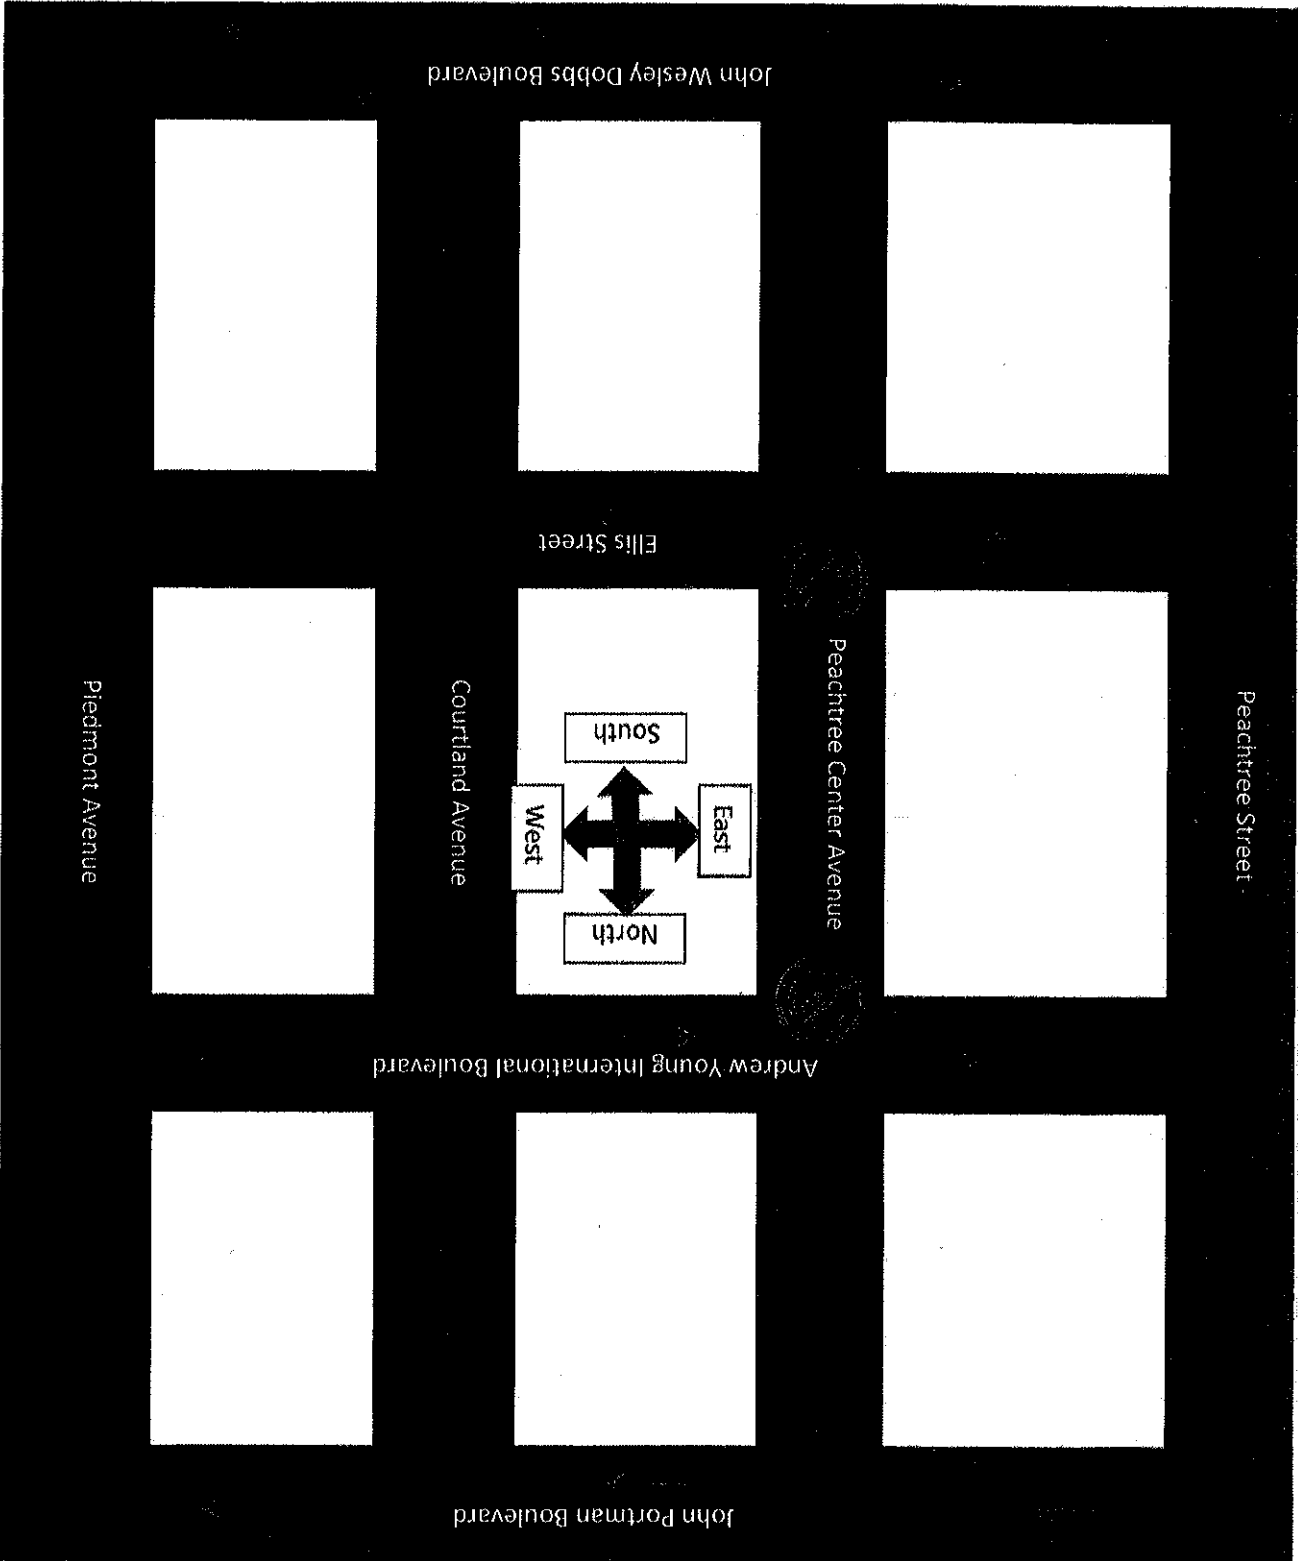 John Portman Boulevard
Andrew Young International Boulevard
Peachtree Street
Peachtree Center Avenue
North
East
West
South
Courtland Avenue
Piedmont Avenue
Ellis Street
John Wesley Dobbs Boulevard